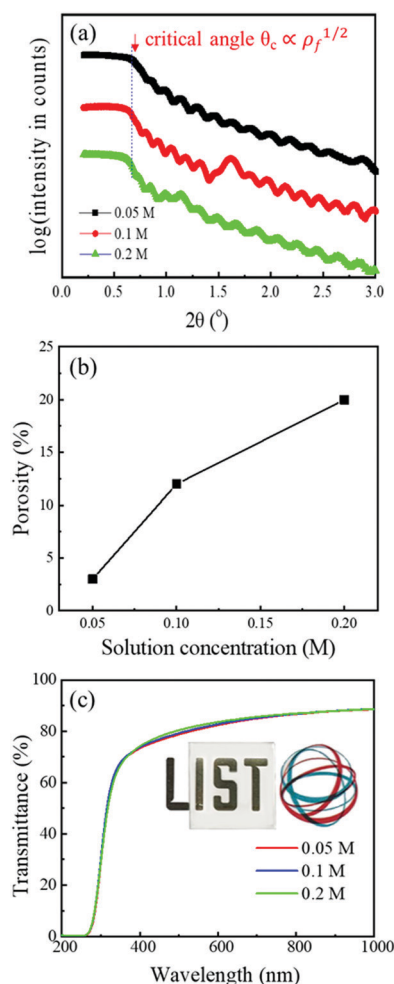 (a)
critical angle θc ∝ ρf^1/2
log(intensity in counts)
0.05 M
0.1 M
0.2 M
0.0 0.5 1.0 1.5 2.0 2.5 3.0
2θ (°)
(b)
Porosity (%)
25
20
15
10
5
0
0.05 0.10 0.15 0.20
Solution concentration (M)
(c)
Transmittance (%)
100
80
60
40
20
0
LIST
0.05 M
0.1 M
0.2 M
200 400 600 800 1000
Wavelength (nm)